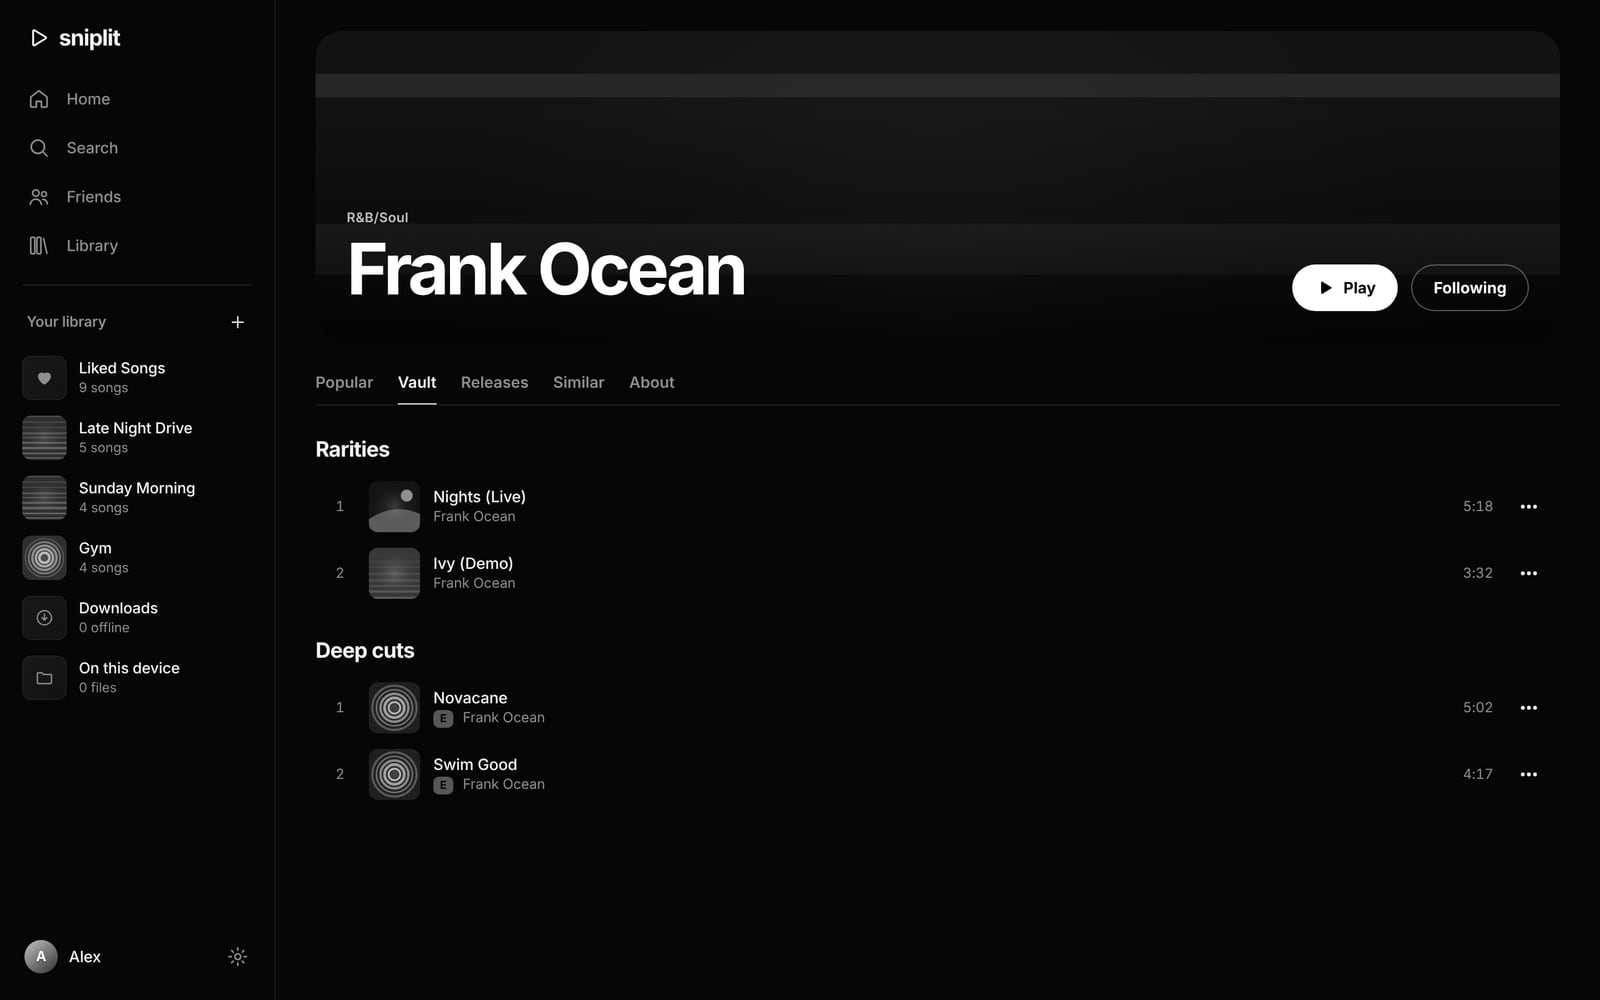 sniplit
Home
Search
Friends
Library
Your library
Liked Songs
9 songs
Late Night Drive
5 songs
Sunday Morning
4 songs
Gym
4 songs
Downloads
0 offline
On this device
0 files
A
Alex
R&B/Soul
Frank Ocean
Play
Following
Popular
Vault
Releases
Similar
About
Rarities
1
Nights (Live)
Frank Ocean
5:18
2
Ivy (Demo)
Frank Ocean
3:32
Deep cuts
1
Novacane
E Frank Ocean
5:02
2
Swim Good
E Frank Ocean
4:17